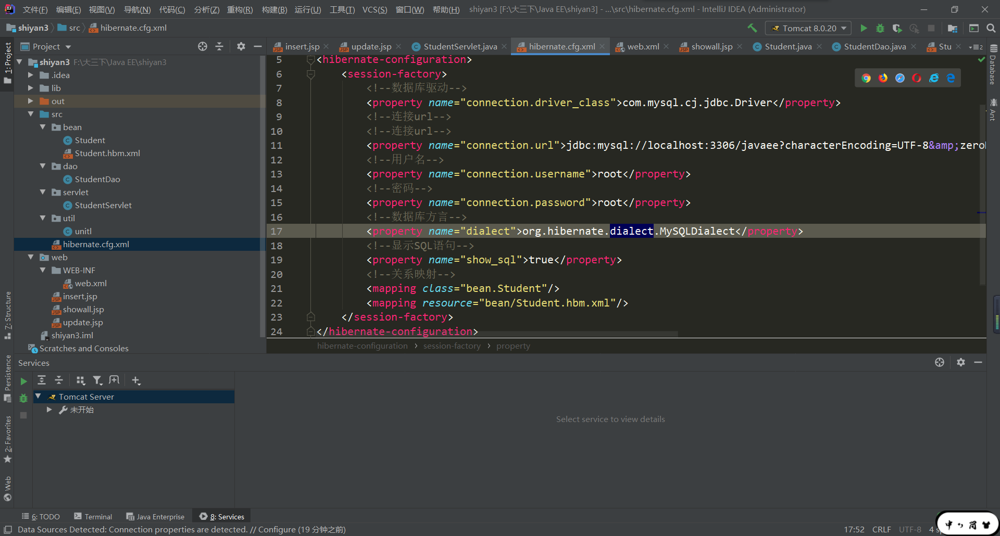 文件(F) 编辑(E) 视图(V) 导航(N) 代码(C) 分析(Z) 重构(R) 构建(B) 运行(U) 工具(T) VCS(S) 窗口(W) 帮助(H) shiyan3 [F:\大三下\Java EE\shiyan3] - ...\src\hibernate.cfg.xml - IntelliJ IDEA (Administrator)
shiyan3 src hibernate.cfg.xml Tomcat 8.0.20
Project insert.jsp update.jsp StudentServlet.java hibernate.cfg.xml web.xml showall.jsp Student.java StudentDao.java Stu 2
1: Project
7: Structure
Persistence
2: Favorites
Web
shiyan3 F:\大三下\Java EE\shiyan3
.idea
lib
out
src
bean
Student
Student.hbm.xml
dao
StudentDao
servlet
StudentServlet
util
unitl
hibernate.cfg.xml
web
WEB-INF
web.xml
insert.jsp
showall.jsp
update.jsp
shiyan3.iml
Scratches and Consoles
5 <hibernate-configuration>
6 <session-factory>
7 <!--数据库驱动-->
8 <property name="connection.driver_class">com.mysql.cj.jdbc.Driver</property>
9 <!--连接url-->
10 <!--连接url-->
11 <property name="connection.url">jdbc:mysql://localhost:3306/javaee?characterEncoding=UTF-8&amp;zero
12 <!--用户名-->
13 <property name="connection.username">root</property>
14 <!--密码-->
15 <property name="connection.password">root</property>
16 <!--数据库方言-->
17 <property name="dialect">org.hibernate.dialect.MySQLDialect</property>
18 <!--显示SQL语句-->
19 <property name="show_sql">true</property>
20 <!--关系映射-->
21 <mapping class="bean.Student"/>
22 <mapping resource="bean/Student.hbm.xml"/>
23 </session-factory>
24 </hibernate-configuration>
hibernate-configuration › session-factory › property
Database
Ant
Services
Tomcat Server
未开始
Select service to view details
6: TODO Terminal Java Enterprise 8: Services
Data Sources Detected: Connection properties are detected. // Configure (19 分钟之前) 17:52 CRLF UTF-8 4
中 简